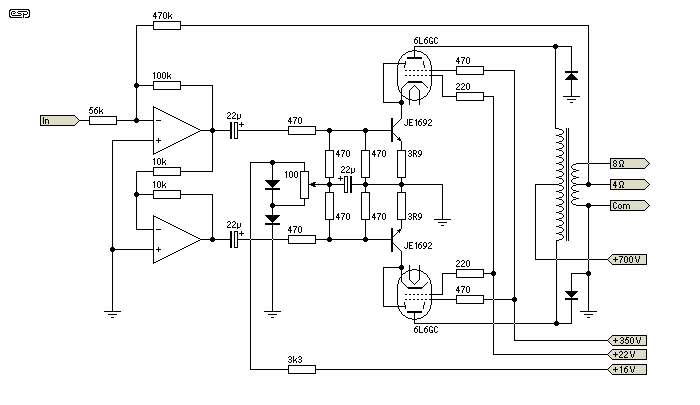 esp
470k
6L6GC
470
100k
220
56k
22µ
+
JE1692
In
−
470
+
470
470
3R9
8Ω
10k
100
22µ
+
4Ω
10k
470
470
3R9
Com
22µ
+
−
470
JE1692
+
220
+700V
470
6L6GC
+350V
+22V
3k3
+16V